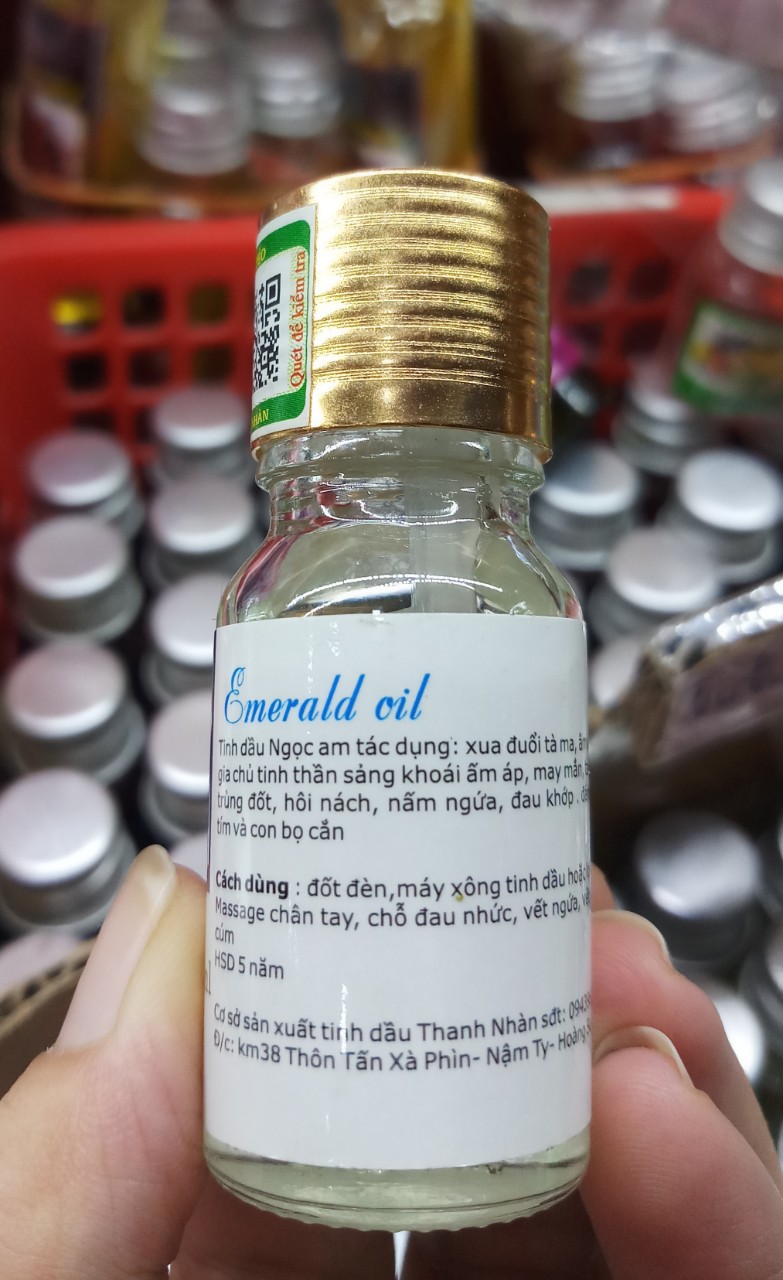 Quét để kiểm tra
Emerald oil
Tinh dầu Ngọc am tác dụng: xua đuổi tà ma,
gia chủ tinh thần sảng khoái ấm áp, may mắn,
trùng đốt, hôi nách, nấm ngứa, đau khớp .
tím và con bọ cắn
Cách dùng : đốt đèn,máy xông tinh dầu hoặc
Massage chân tay, chỗ đau nhức, vết ngứa,
cúm
HSD 5 năm
Cơ sở sản xuất tinh dầu Thanh Nhàn sđt:
Đ/c: km38 Thôn Tấn Xà Phìn- Nậm Ty-